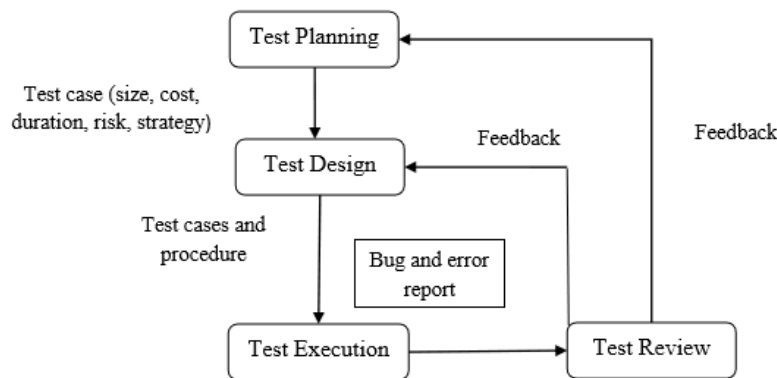 Test Planning
Test case (size, cost,
duration, risk, strategy)
Feedback
Feedback
Test Design
Test cases and
procedure
Bug and error
report
Test Execution
Test Review